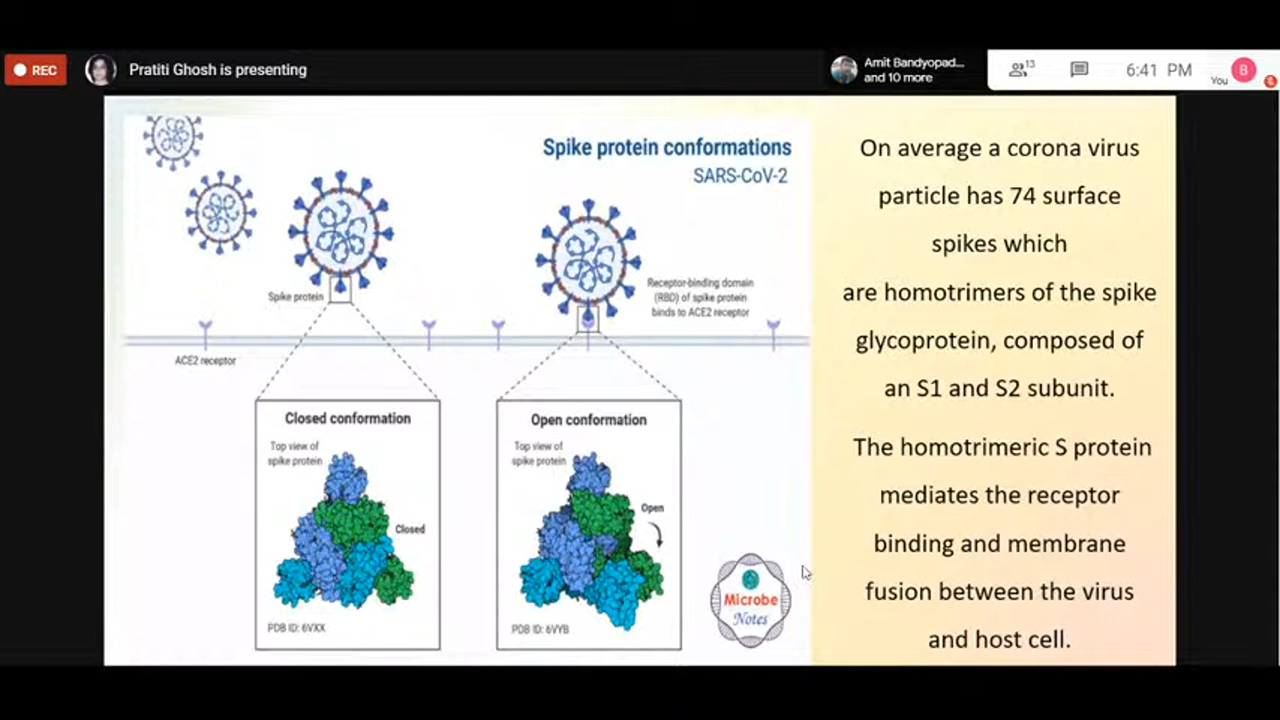 REC
Pratiti Ghosh is presenting
Amit Bandyopad...
and 10 more
13
6:41 PM
You
B
Spike protein conformations
SARS-CoV-2
Spike protein
Receptor-binding domain
(RBD) of spike protein
binds to ACE2 receptor
ACE2 receptor
Closed conformation
Top view of
spike protein
Closed
PDB ID: 6VXX
Open conformation
Top view of
spike protein
Open
PDB ID: 6VYB
Microbe
Notes
On average a corona virus
particle has 74 surface
spikes which
are homotrimers of the spike
glycoprotein, composed of
an S1 and S2 subunit.
The homotrimeric S protein
mediates the receptor
binding and membrane
fusion between the virus
and host cell.